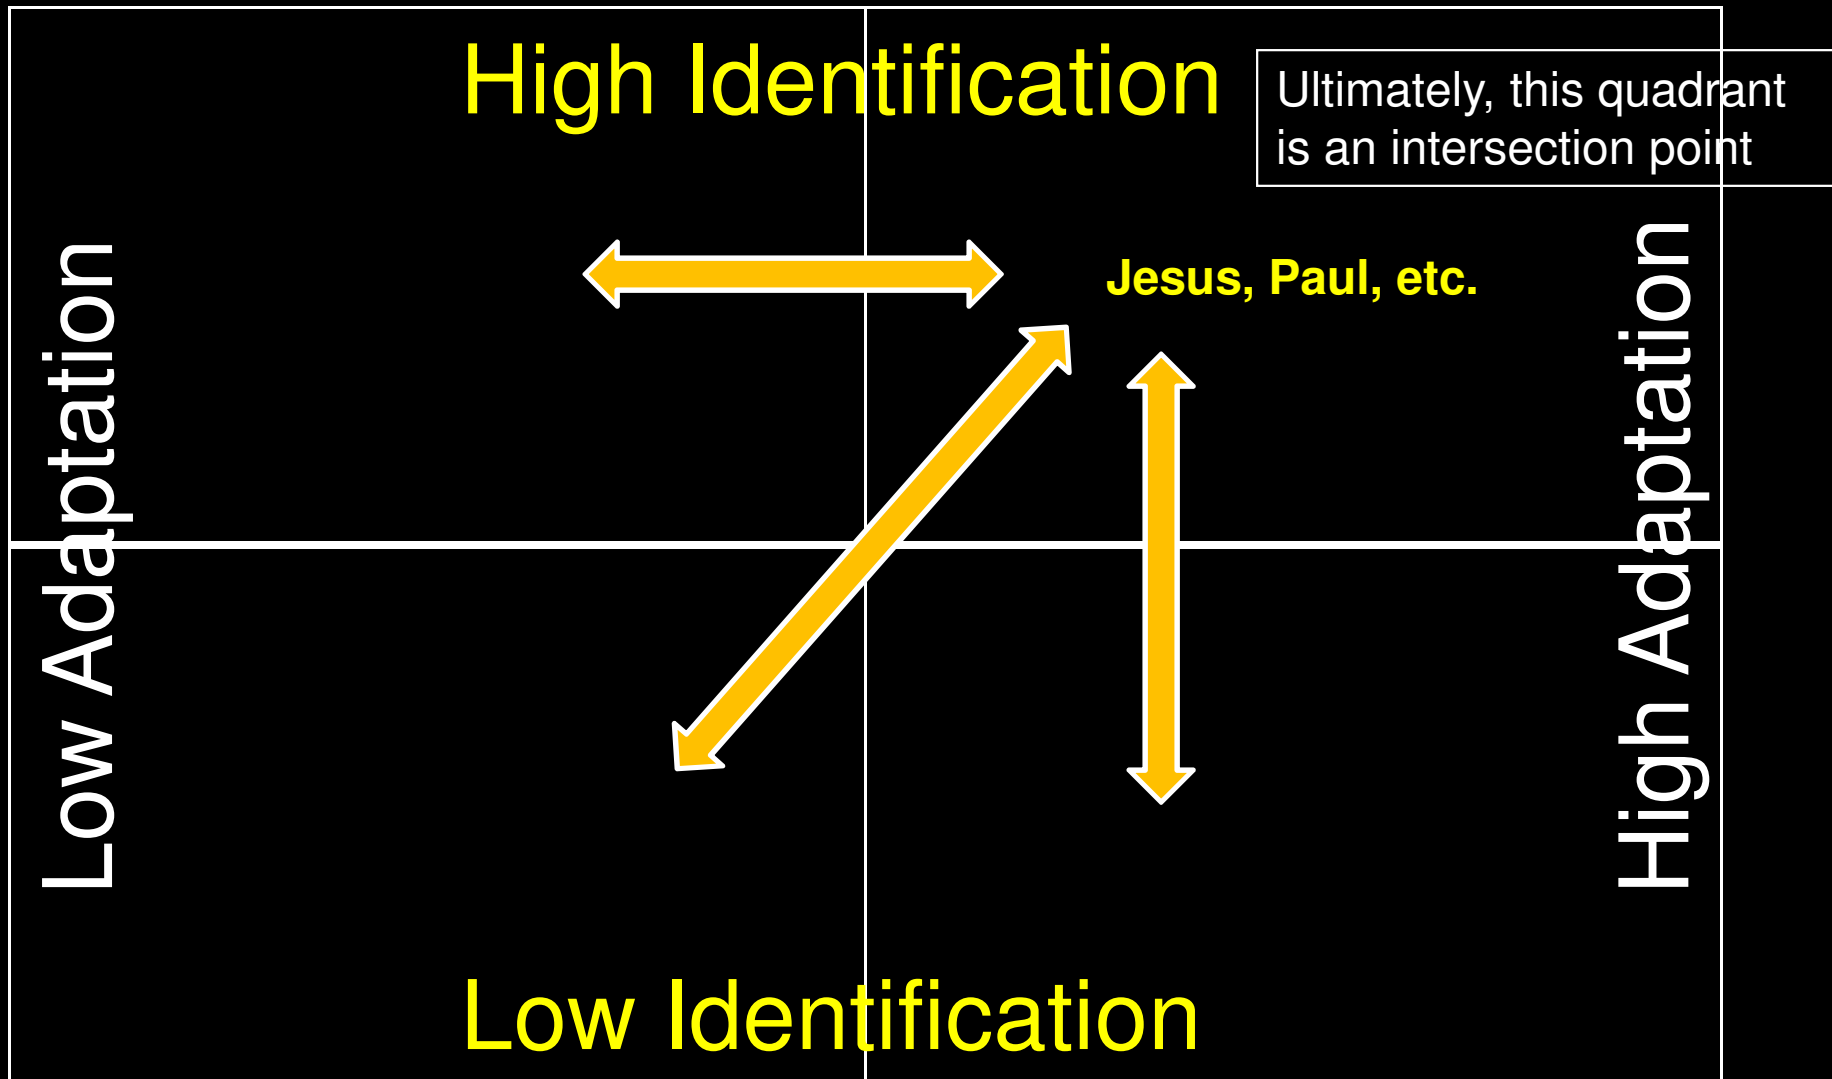 High Identification
Ultimately, this quadrant
is an intersection point
Jesus, Paul, etc.
Low Adaptation
High Adaptation
Low Identification